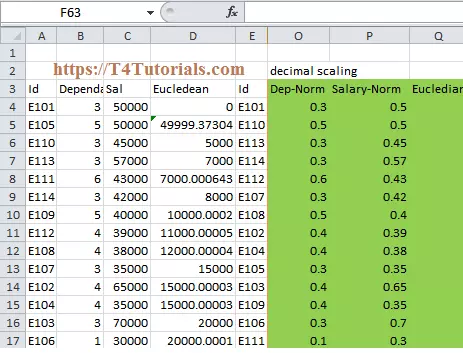 F63 fx
A B C D E O P Q
1
2 https://T4Tutorials.com decimal scaling
3 Id Dependa Sal Eucledean Id Dep-Norm Salary-Norm Euclediar
4 E101 3 50000 0 E101 0.3 0.5
5 E105 5 50000 49999.37304 E110 0.5 0.5
6 E110 3 45000 5000 E113 0.3 0.45
7 E113 3 57000 7000 E114 0.3 0.57
8 E111 6 43000 7000.000643 E112 0.6 0.43
9 E114 3 42000 8000 E107 0.3 0.42
10 E109 5 40000 10000.0002 E108 0.5 0.4
11 E112 4 39000 11000.00005 E102 0.4 0.39
12 E108 4 38000 12000.00004 E104 0.4 0.38
13 E107 3 35000 15000 E105 0.3 0.35
14 E102 4 65000 15000.00003 E103 0.4 0.65
15 E104 4 35000 15000.00003 E109 0.4 0.35
16 E103 3 70000 20000 E106 0.3 0.7
17 E106 1 30000 20000.0001 E111 0.1 0.3